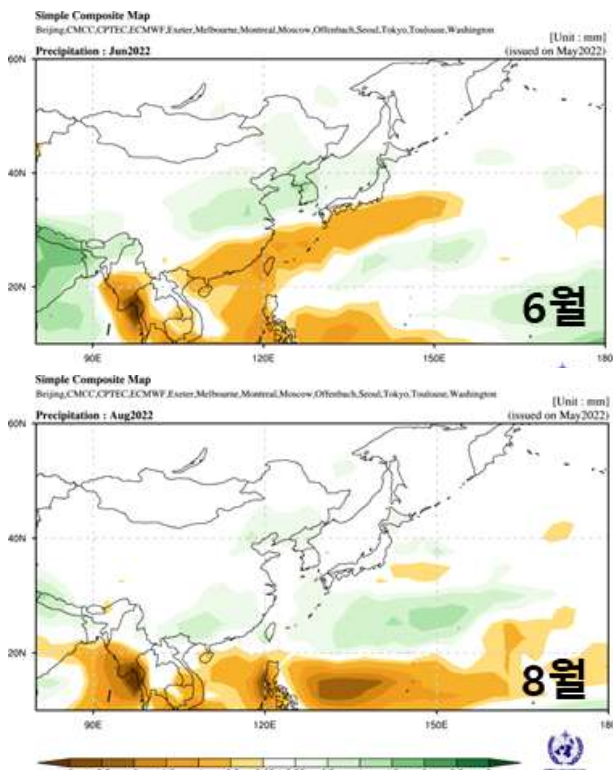 Simple Composite Map
Beijing,CMCC,CPTEC,ECMWF,Exeter,Melbourne,Montreal,Moscow,Offenbach,Seoul,Tokyo,Toulouse,Washington
[Unit : mm]
Precipitation : Jun2022
(issued on May2022)
60N
40N
20N
6월
90E
120E
150E
180
Simple Composite Map
Beijing,CMCC,CPTEC,ECMWF,Exeter,Melbourne,Montreal,Moscow,Offenbach,Seoul,Tokyo,Toulouse,Washington
[Unit : mm]
Precipitation : Aug2022
(issued on May2022)
60N
40N
20N
8월
90E
120E
150E
180